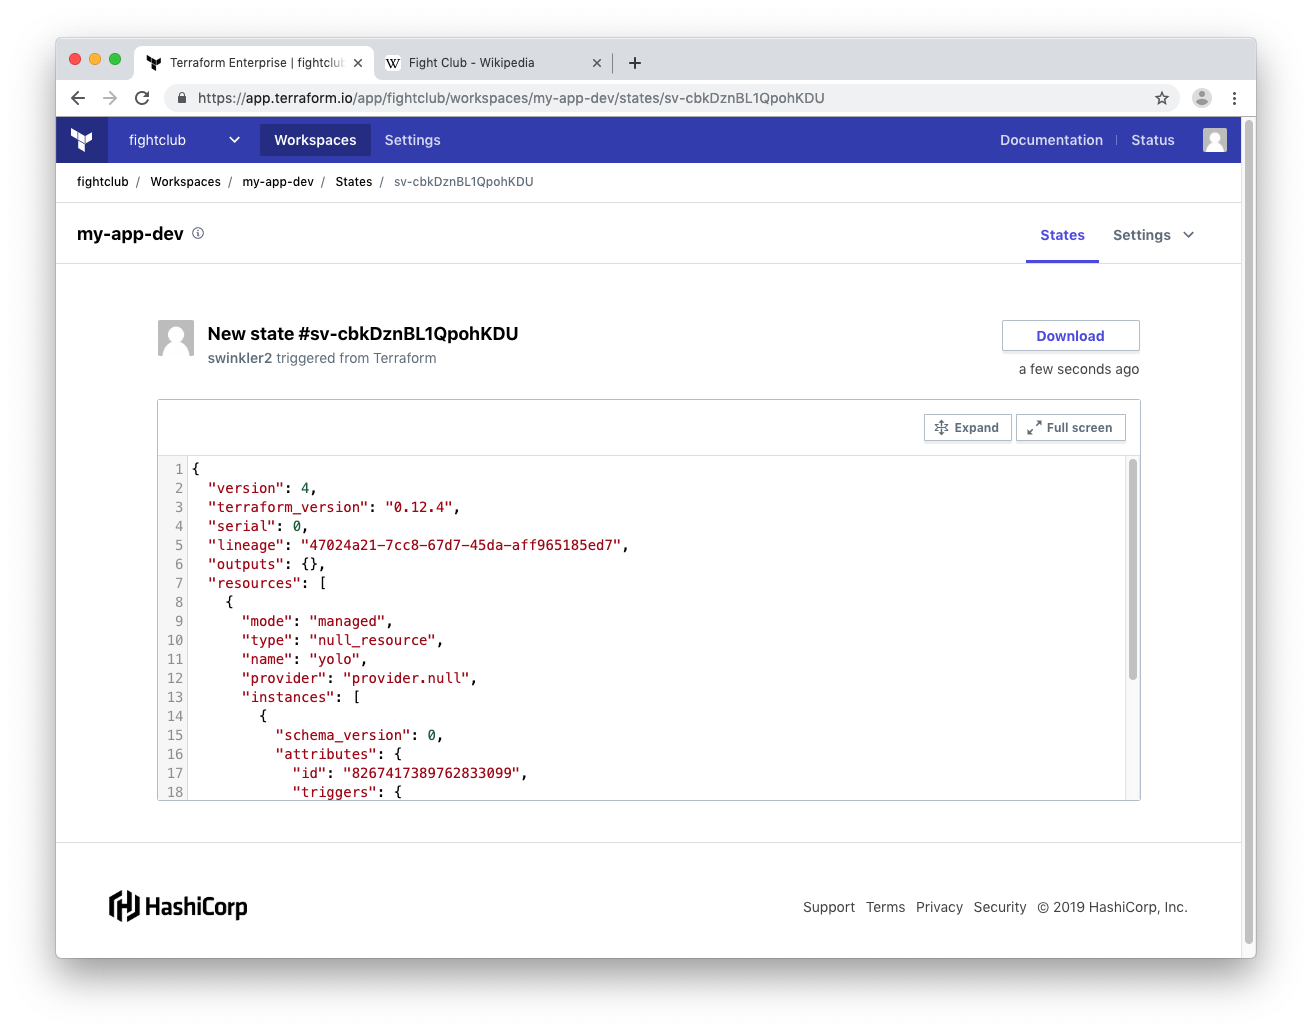 Terraform Enterprise | fightclub
Fight Club - Wikipedia
https://app.terraform.io/app/fightclub/workspaces/my-app-dev/states/sv-cbkDznBL1QpohKDU
fightclub Workspaces Settings Documentation Status
fightclub / Workspaces / my-app-dev / States / sv-cbkDznBL1QpohKDU
my-app-dev
States Settings
New state #sv-cbkDznBL1QpohKDU
swinkler2 triggered from Terraform
Download
a few seconds ago
Expand Full screen
1 {
2 "version": 4,
3 "terraform_version": "0.12.4",
4 "serial": 0,
5 "lineage": "47024a21-7cc8-67d7-45da-aff965185ed7",
6 "outputs": {},
7 "resources": [
8 {
9 "mode": "managed",
10 "type": "null_resource",
11 "name": "yolo",
12 "provider": "provider.null",
13 "instances": [
14 {
15 "schema_version": 0,
16 "attributes": {
17 "id": "8267417389762833099",
18 "triggers": {
HashiCorp
Support Terms Privacy Security © 2019 HashiCorp, Inc.